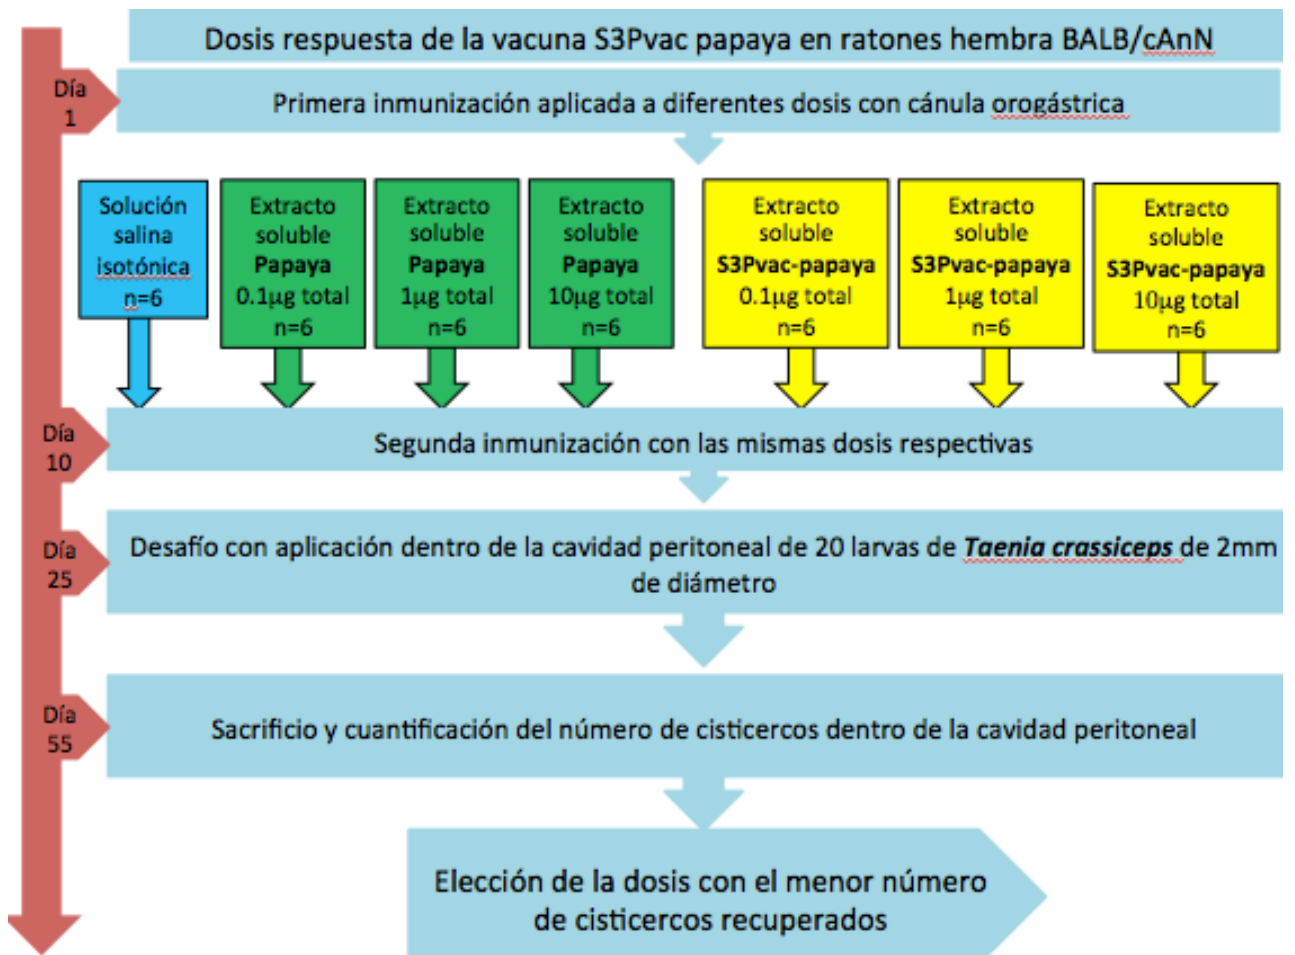 Dosis respuesta de la vacuna S3Pvac papaya en ratones hembra BALB/cAnN
Día
1
Primera inmunización aplicada a diferentes dosis con cánula orogástrica
Solución
salina
isotónica
n=6
Extracto
soluble
Papaya
0.1µg total
n=6
Extracto
soluble
Papaya
1µg total
n=6
Extracto
soluble
Papaya
10µg total
n=6
Extracto
soluble
S3Pvac-papaya
0.1µg total
n=6
Extracto
soluble
S3Pvac-papaya
1µg total
n=6
Extracto
soluble
S3Pvac-papaya
10µg total
n=6
Día
10
Segunda inmunización con las mismas dosis respectivas
Día
25
Desafío con aplicación dentro de la cavidad peritoneal de 20 larvas de Taenia crassiceps de 2mm
de diámetro
Día
55
Sacrificio y cuantificación del número de cisticercos dentro de la cavidad peritoneal
Elección de la dosis con el menor número
de cisticercos recuperados